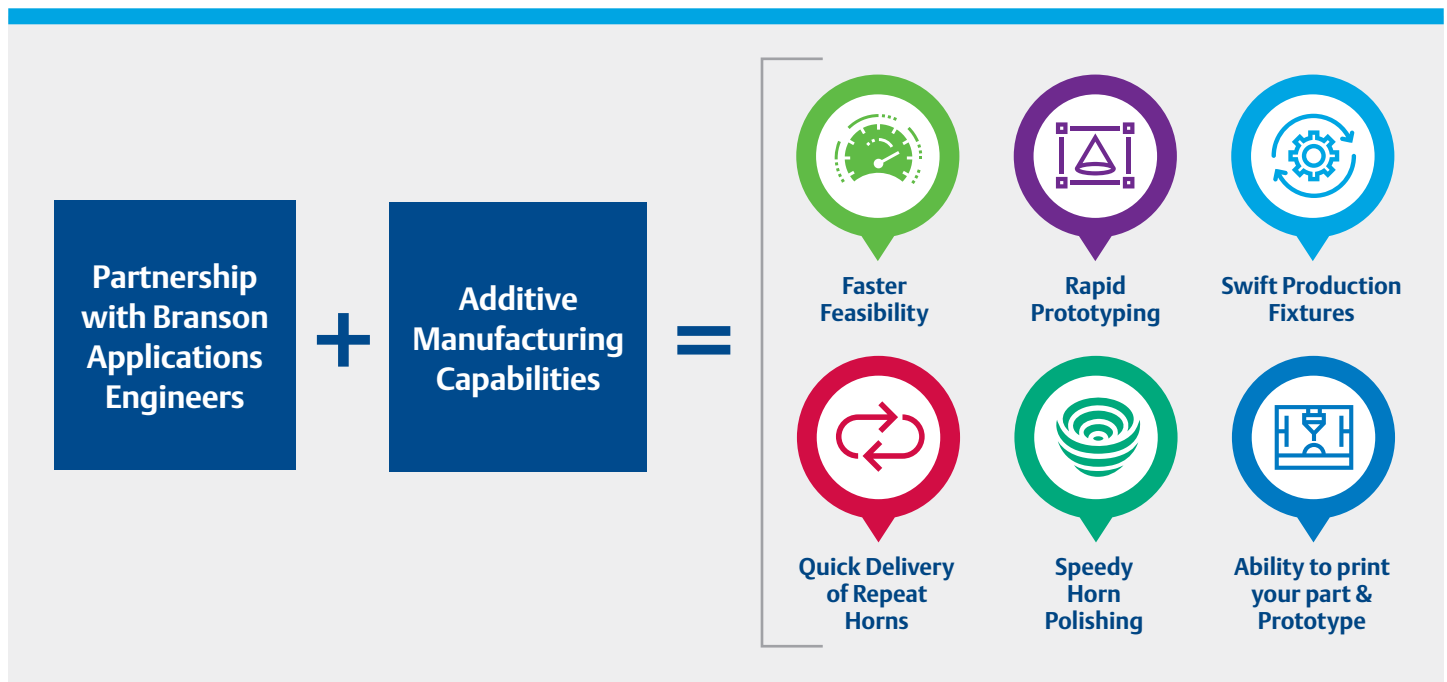 Partnership
with Branson
Applications
Engineers
+
Additive
Manufacturing
Capabilities
=
Faster
Feasibility
Rapid
Prototyping
Swift Production
Fixtures
Quick Delivery
of Repeat
Horns
Speedy
Horn
Polishing
Ability to print
your part &
Prototype